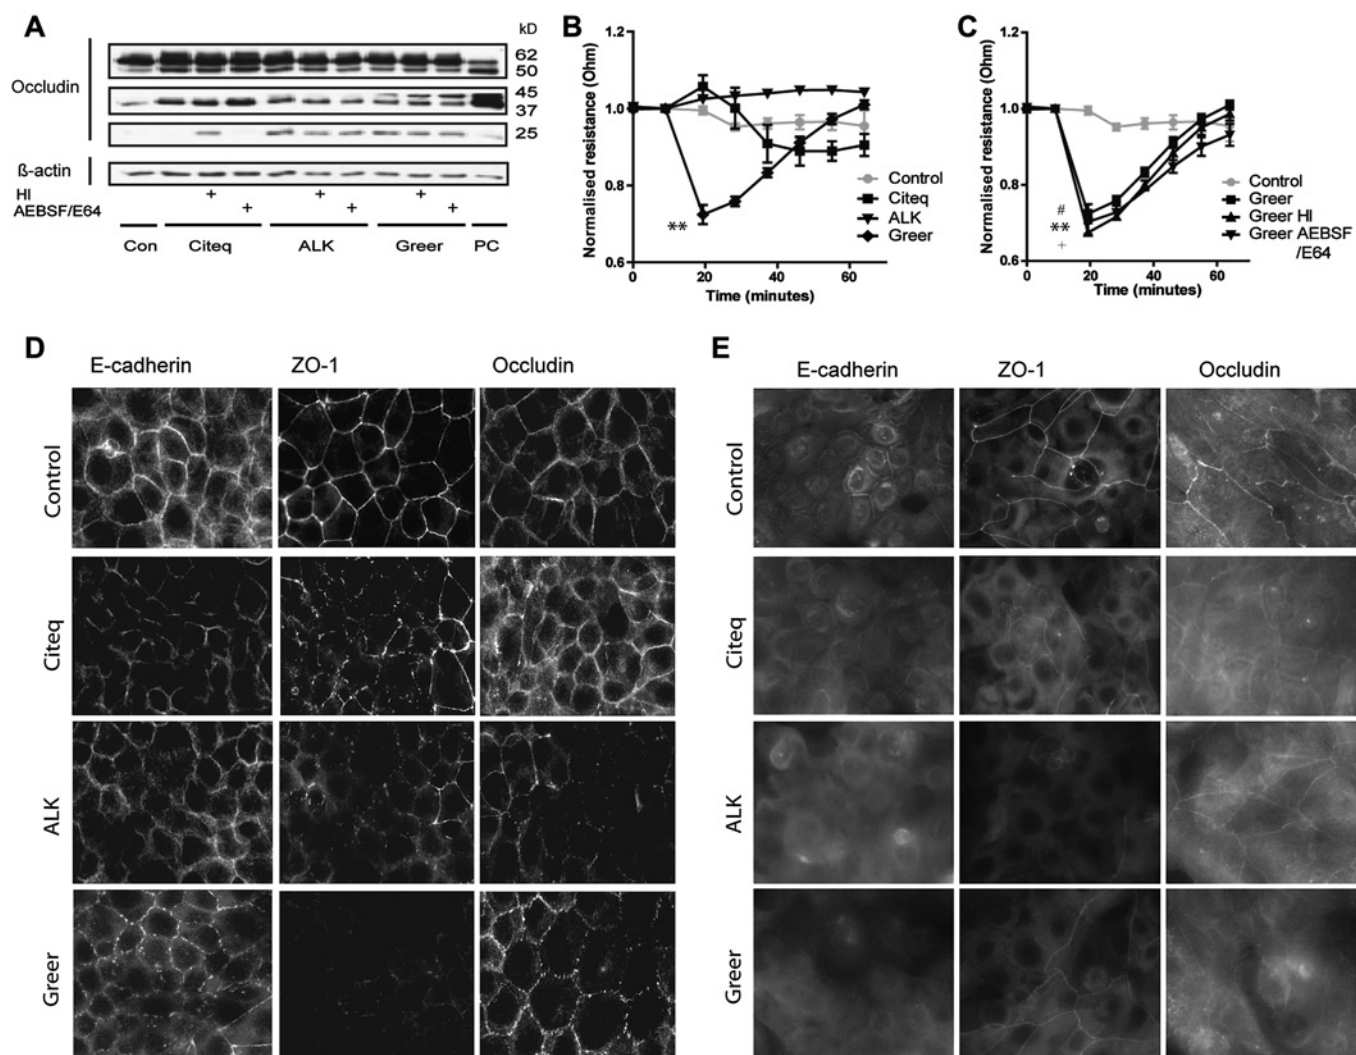 A
kD
Occludin
62
50
45
37
25
ß-actin
HI + + +
AEBSF/E64 + + +
Con Citeq ALK Greer PC
B
Normalised resistance (Ohm)
1.2
1.0
0.8
0.6
**
Control
Citeq
ALK
Greer
0 20 40 60
Time (minutes)
C
Normalised resistance (Ohm)
1.2
1.0
0.8
0.6
#
**
+
Control
Greer
Greer HI
Greer AEBSF
/E64
0 20 40 60
Time (minutes)
D
E-cadherin ZO-1 Occludin
Control
Citeq
ALK
Greer
E
E-cadherin ZO-1 Occludin
Control
Citeq
ALK
Greer